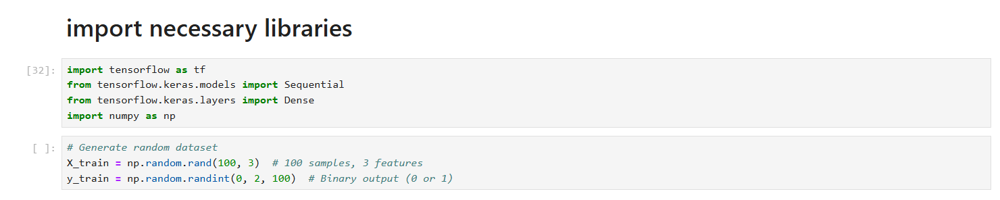 import necessary libraries
[32]:
import tensorflow as tf
from tensorflow.keras.models import Sequential
from tensorflow.keras.layers import Dense
import numpy as np
[ ]:
# Generate random dataset
X_train = np.random.rand(100, 3)  # 100 samples, 3 features
y_train = np.random.randint(0, 2, 100)  # Binary output (0 or 1)